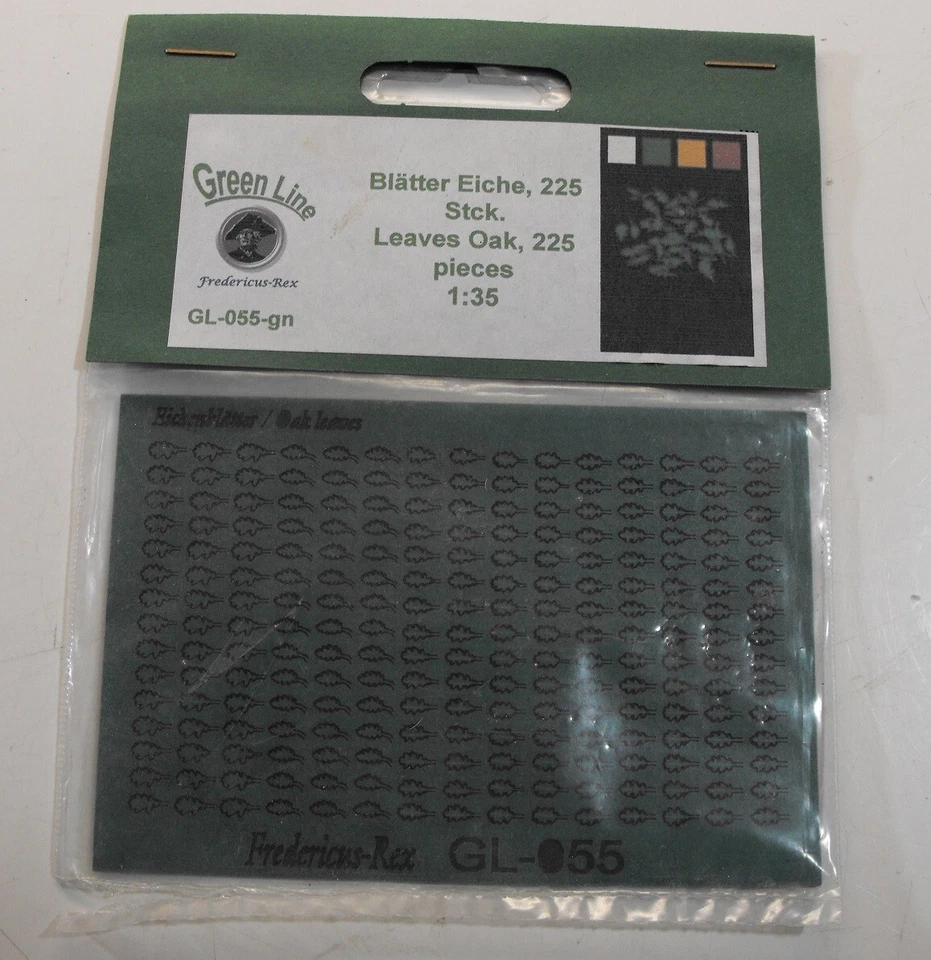 Green Line
Fredericus-Rex
GL-055-gn
Blätter Eiche, 225
Stck.
Leaves Oak, 225
pieces
1:35
Eichenblätter / Oak leaves
Fredericus-Rex GL-055